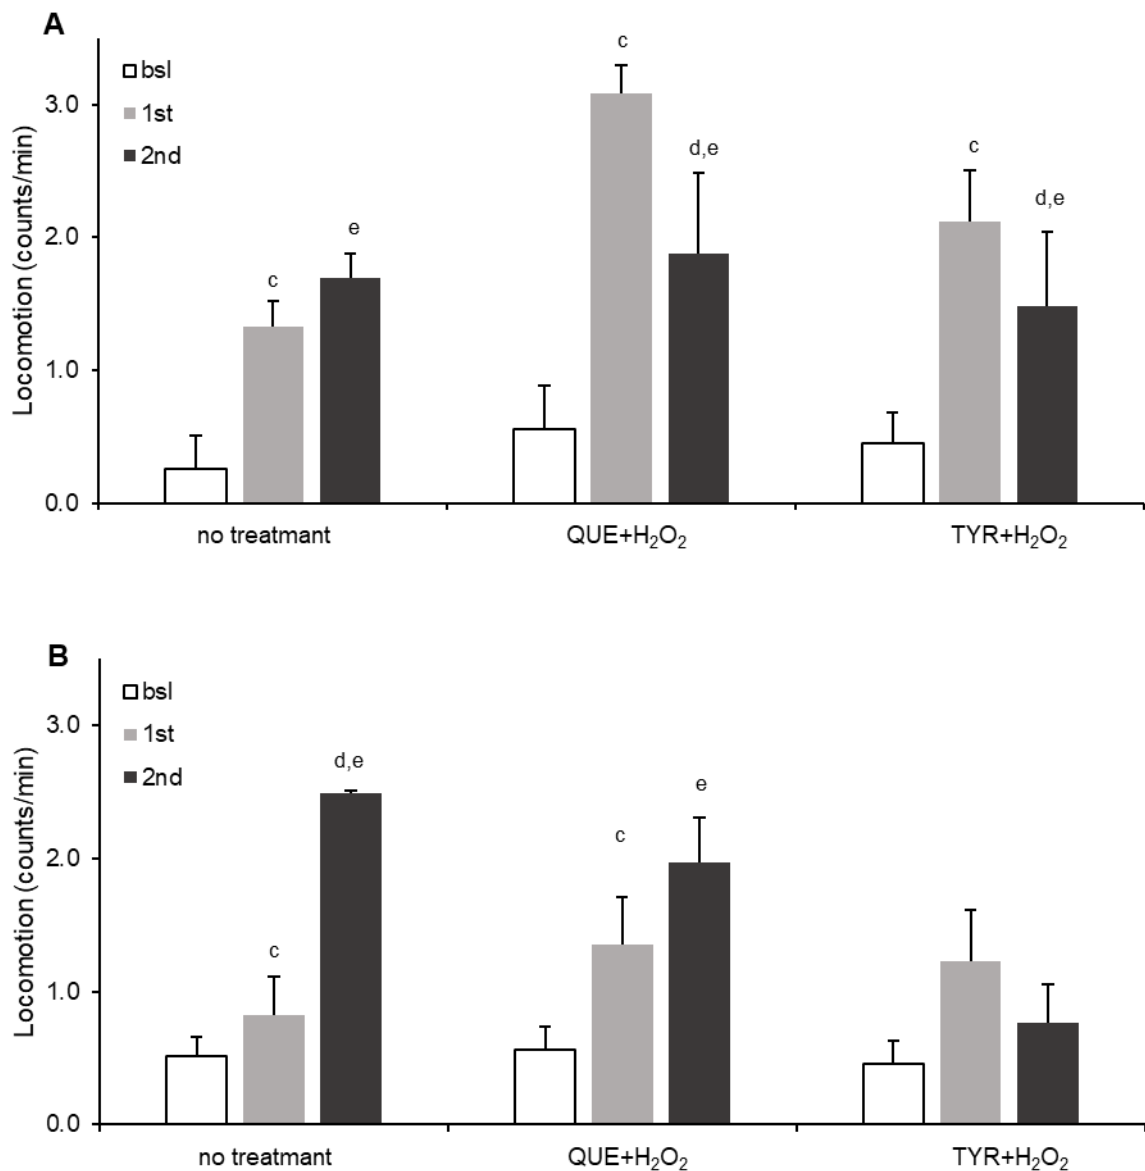 A
bsl
1st
2nd
Locomotion (counts/min)
3.0
2.0
1.0
0.0
c
e
c
d,e
c
d,e
no treatmant
QUE+H₂O₂
TYR+H₂O₂
B
bsl
1st
2nd
Locomotion (counts/min)
3.0
2.0
1.0
0.0
c
d,e
c
e
no treatmant
QUE+H₂O₂
TYR+H₂O₂